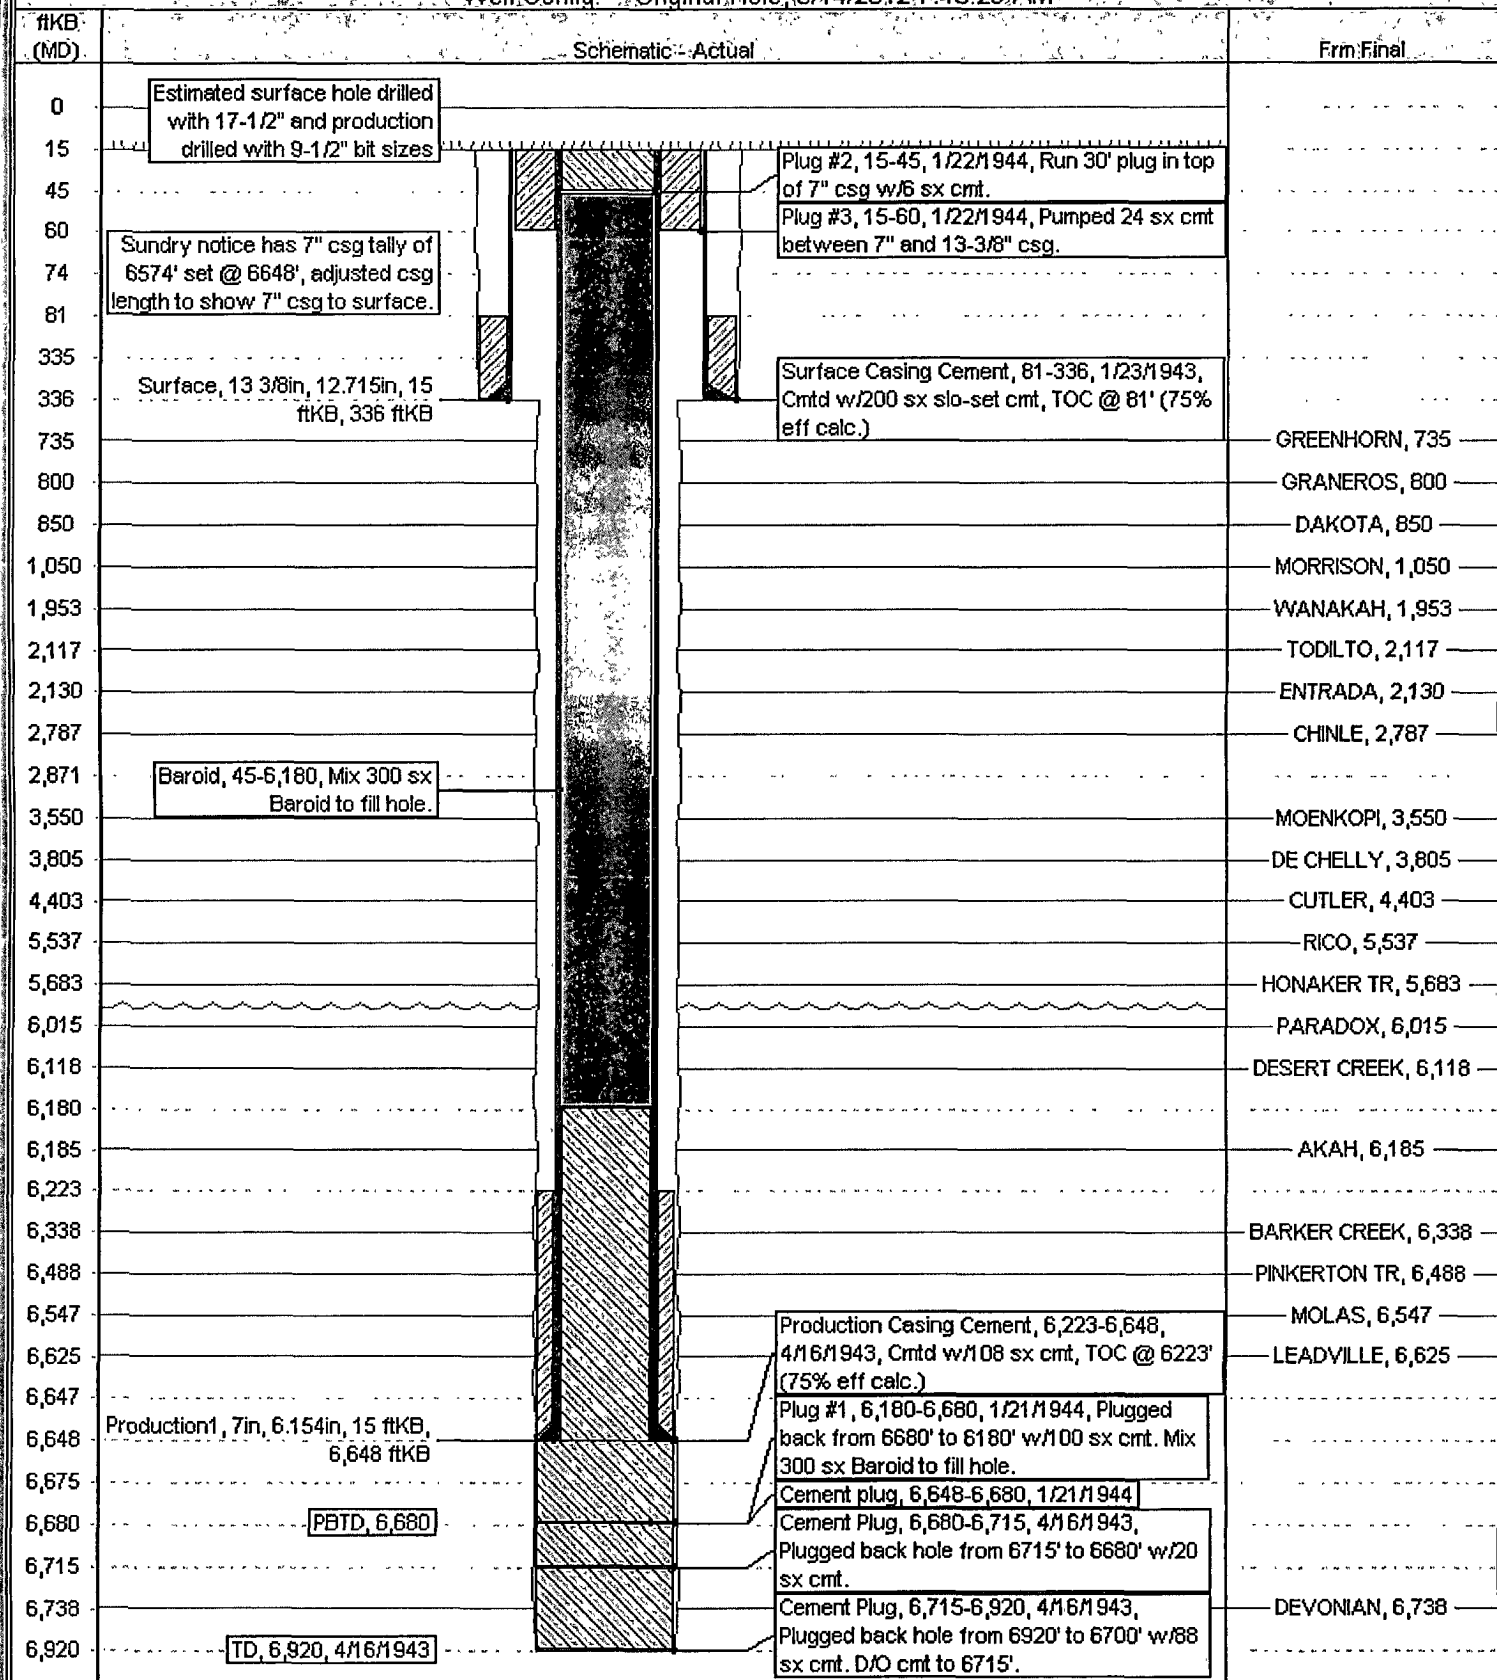 ftKB
(MD)
Schematic - Actual
Frm Final
0
15
45
60
74
81
335
336
735
800
850
1,050
1,953
2,117
2,130
2,787
2,871
3,550
3,805
4,403
5,537
5,683
6,015
6,118
6,180
6,185
6,223
6,338
6,488
6,547
6,625
6,647
6,648
6,675
6,680
6,715
6,738
6,920
Estimated surface hole drilled
with 17-1/2" and production
drilled with 9-1/2" bit sizes
Sundry notice has 7" csg tally of
6574' set @ 6648', adjusted csg
length to show 7" csg to surface.
Surface, 13 3/8in, 12.715in, 15
ftKB, 336 ftKB
Baroid, 45-6,180, Mix 300 sx
Baroid to fill hole.
Production1, 7in, 6.154in, 15 ftKB,
6,648 ftKB
PBTD, 6,680
TD, 6,920, 4/16/1943
Plug #2, 15-45, 1/22/1944, Run 30' plug in top
of 7" csg w/6 sx cmt.
Plug #3, 15-60, 1/22/1944, Pumped 24 sx cmt
between 7" and 13-3/8" csg.
Surface Casing Cement, 81-336, 1/23/1943,
Cmtd w/200 sx slo-set cmt, TOC @ 81' (75%
eff calc.)
Production Casing Cement, 6,223-6,648,
4/16/1943, Cmtd w/108 sx cmt, TOC @ 6223'
(75% eff calc.)
Plug #1, 6,180-6,680, 1/21/1944, Plugged
back from 6680' to 6180' w/100 sx cmt. Mix
300 sx Baroid to fill hole.
Cement plug, 6,648-6,680, 1/21/1944
Cement Plug, 6,680-6,715, 4/16/1943,
Plugged back hole from 6715' to 6680' w/20
sx cmt.
Cement Plug, 6,715-6,920, 4/16/1943,
Plugged back hole from 6920' to 6700' w/88
sx cmt. D/O cmt to 6715'.
GREENHORN, 735
GRANEROS, 800
DAKOTA, 850
MORRISON, 1,050
WANAKAH, 1,953
TODILTO, 2,117
ENTRADA, 2,130
CHINLE, 2,787
MOENKOPI, 3,550
DE CHELLY, 3,805
CUTLER, 4,403
RICO, 5,537
HONAKER TR, 5,683
PARADOX, 6,015
DESERT CREEK, 6,118
AKAH, 6,185
BARKER CREEK, 6,338
PINKERTON TR, 6,488
MOLAS, 6,547
LEADVILLE, 6,625
DEVONIAN, 6,738